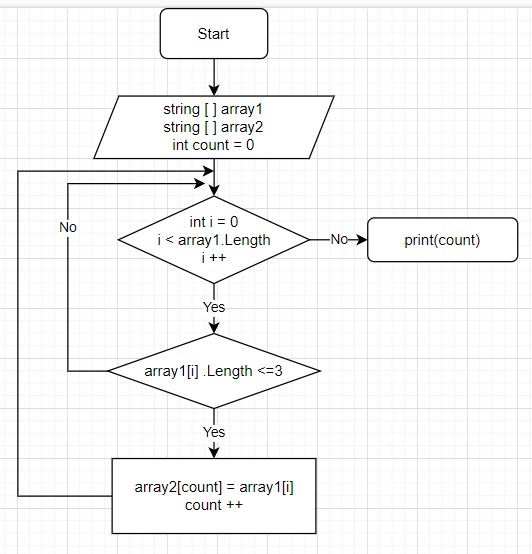 Start
string [ ] array1
string [ ] array2
int count = 0
int i = 0
i < array1.Length
i ++
No
print(count)
No
Yes
array1[i] .Length <=3
Yes
array2[count] = array1[i]
count ++